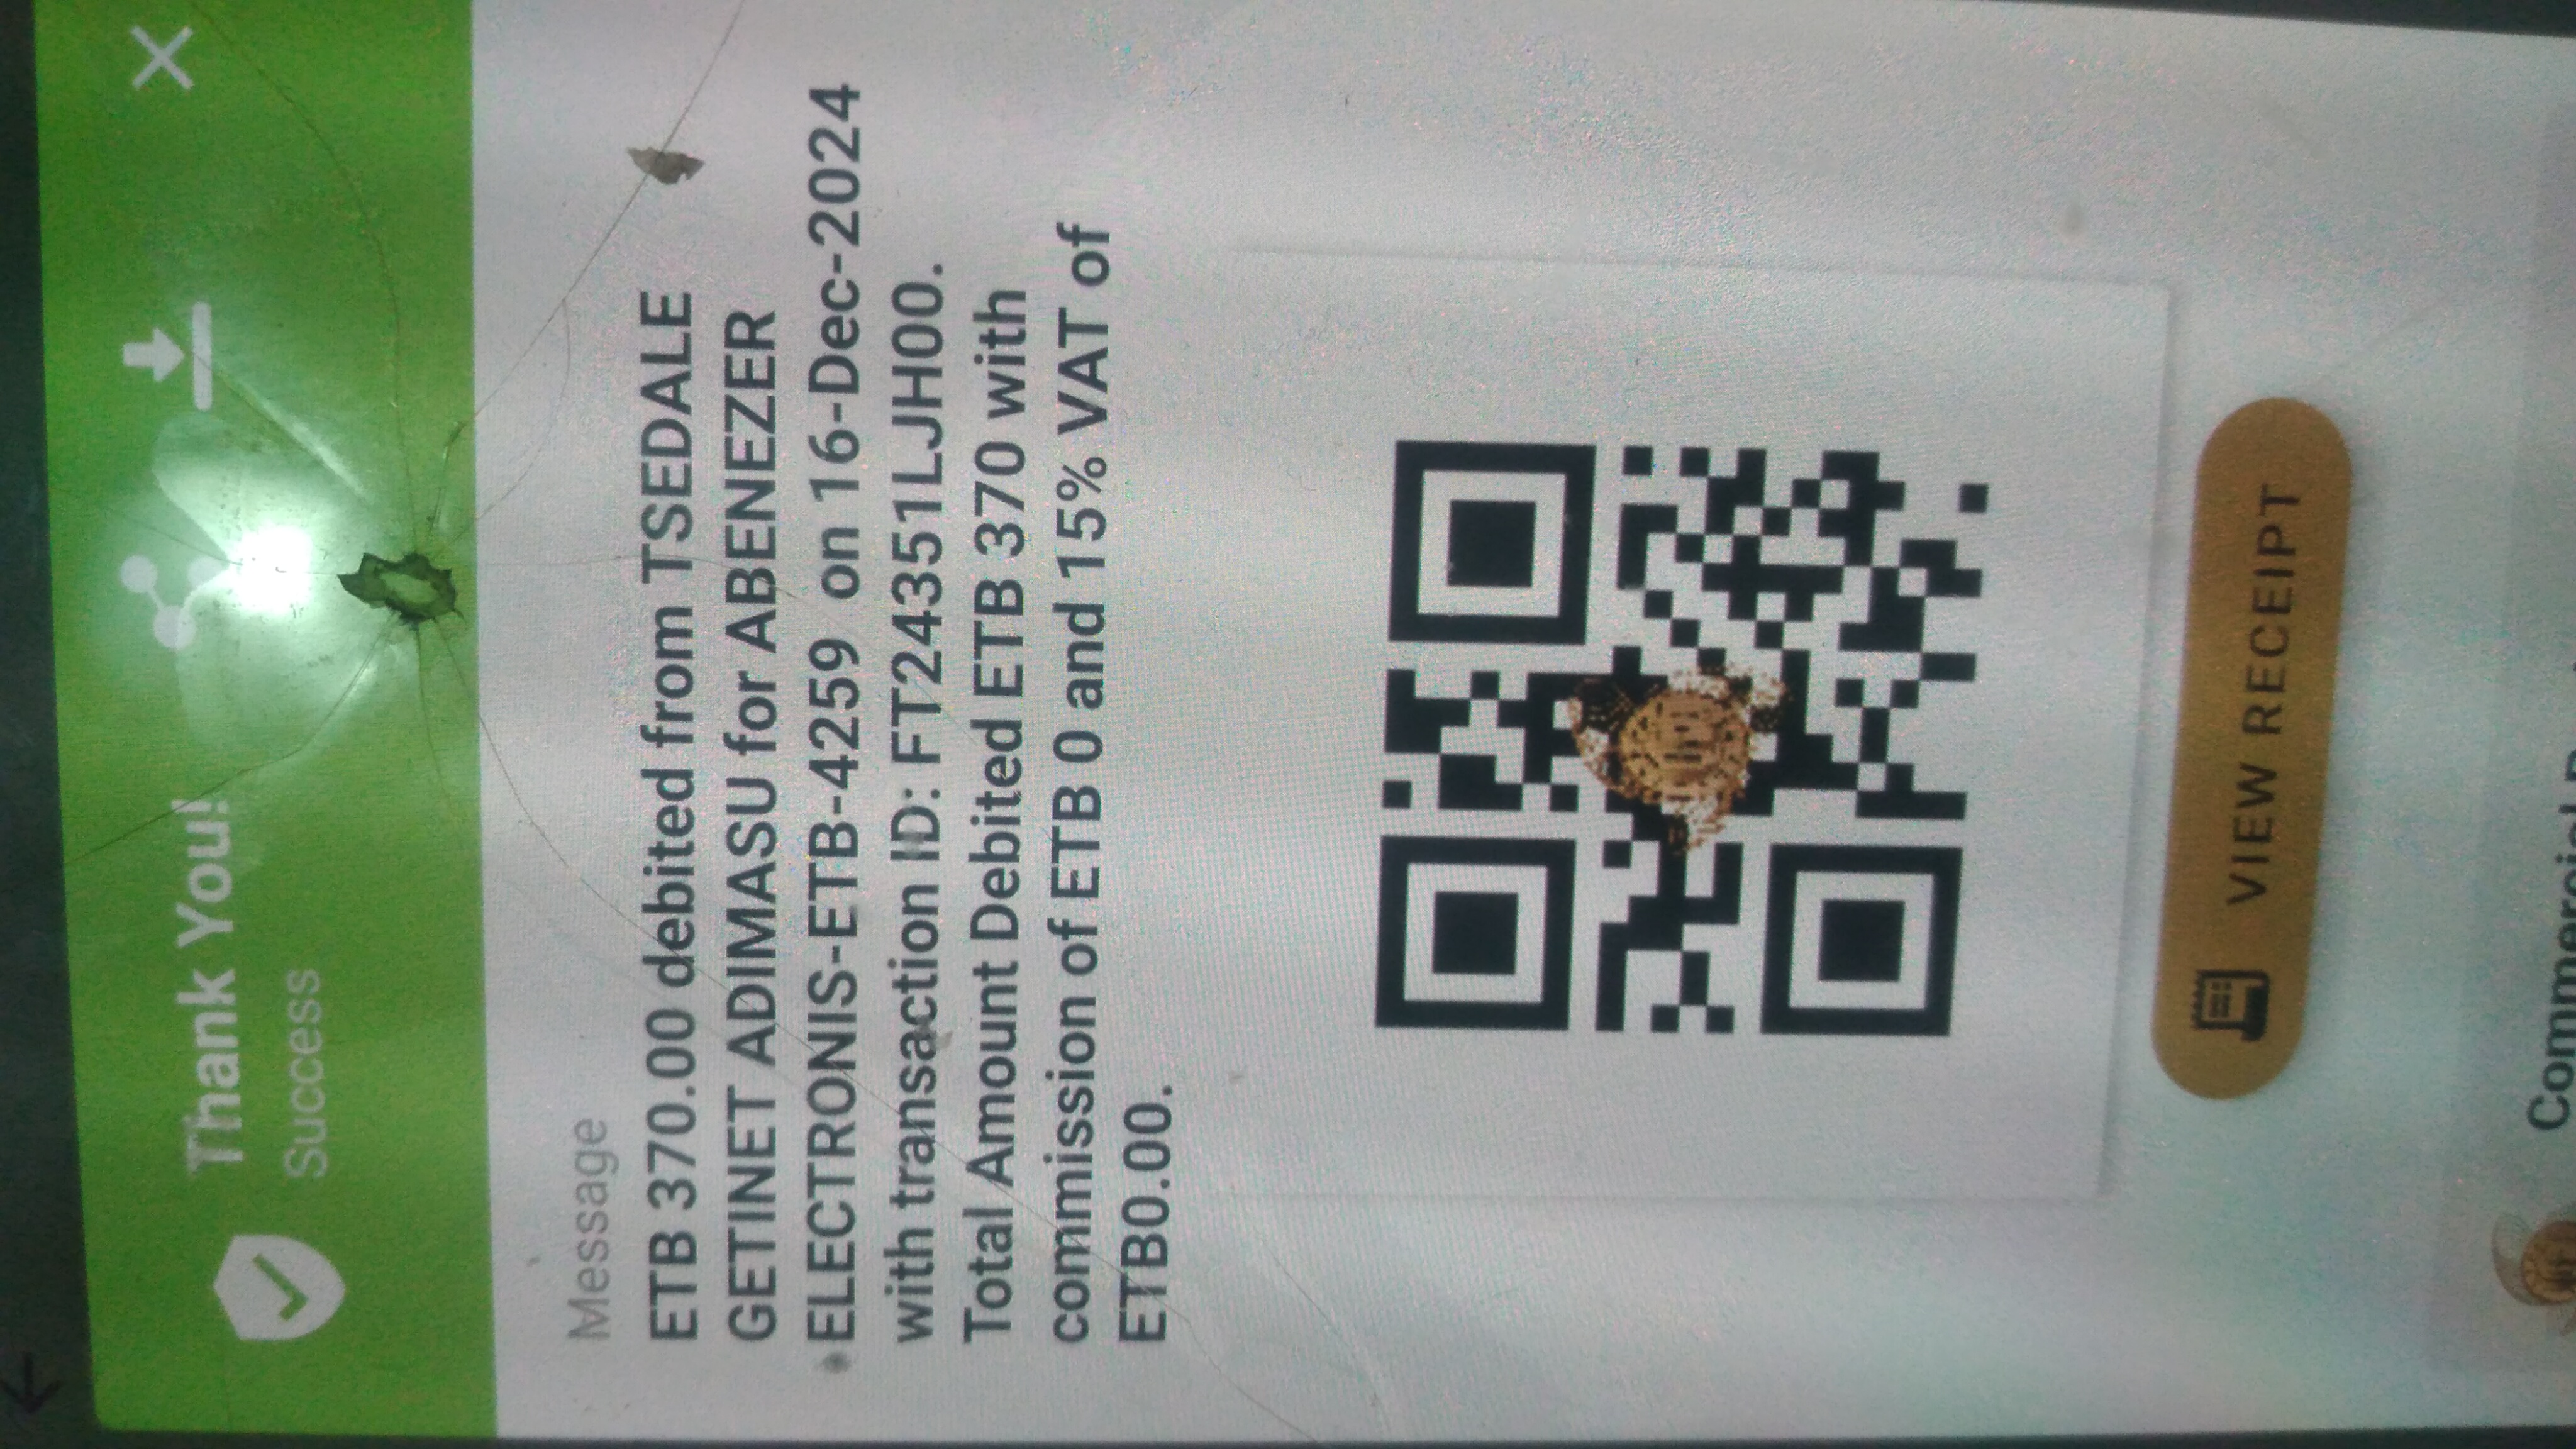 Thank You!
Success
Message
ETB 370.00 debited from TSEDALE
GETINET ADIMASU for ABENEZER
ELECTRONIS-ETB-4259 on 16-Dec-2024
with transaction ID: FT24351LJH00.
Total Amount Debited ETB 370 with
commission of ETB 0 and 15% VAT of
ETB0.00.
VIEW RECEIPT
Commercial